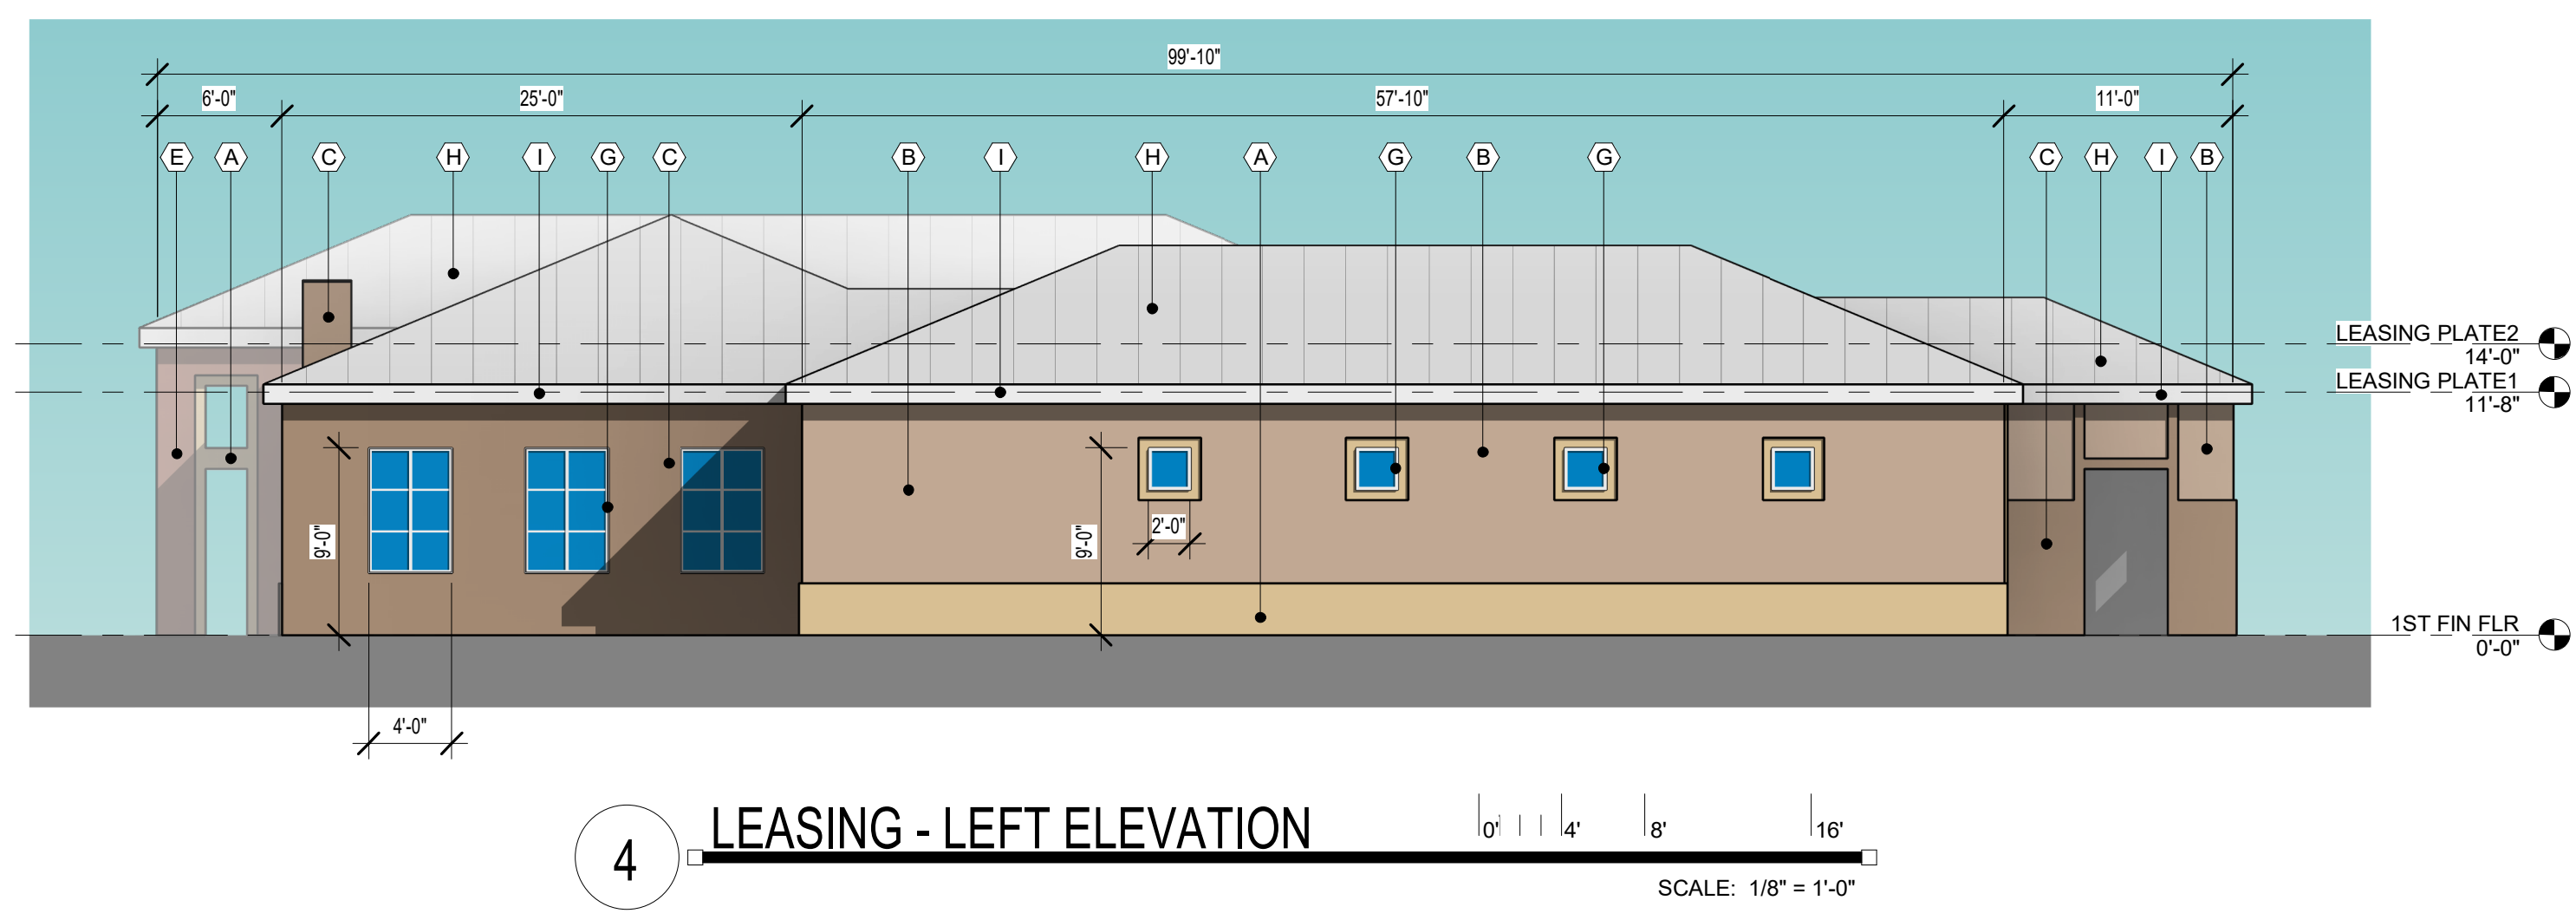 99'-10"
6'-0" 25'-0" 57'-10" 11'-0"
E A C H I G C B I H A G B G C H I B
LEASING PLATE2
14'-0"
LEASING PLATE1
11'-8"
9'-0" 9'-0" 2'-0"
1ST FIN FLR
0'-0"
4'-0"
4 LEASING - LEFT ELEVATION
0' 4' 8' 16'
SCALE: 1/8" = 1'-0"